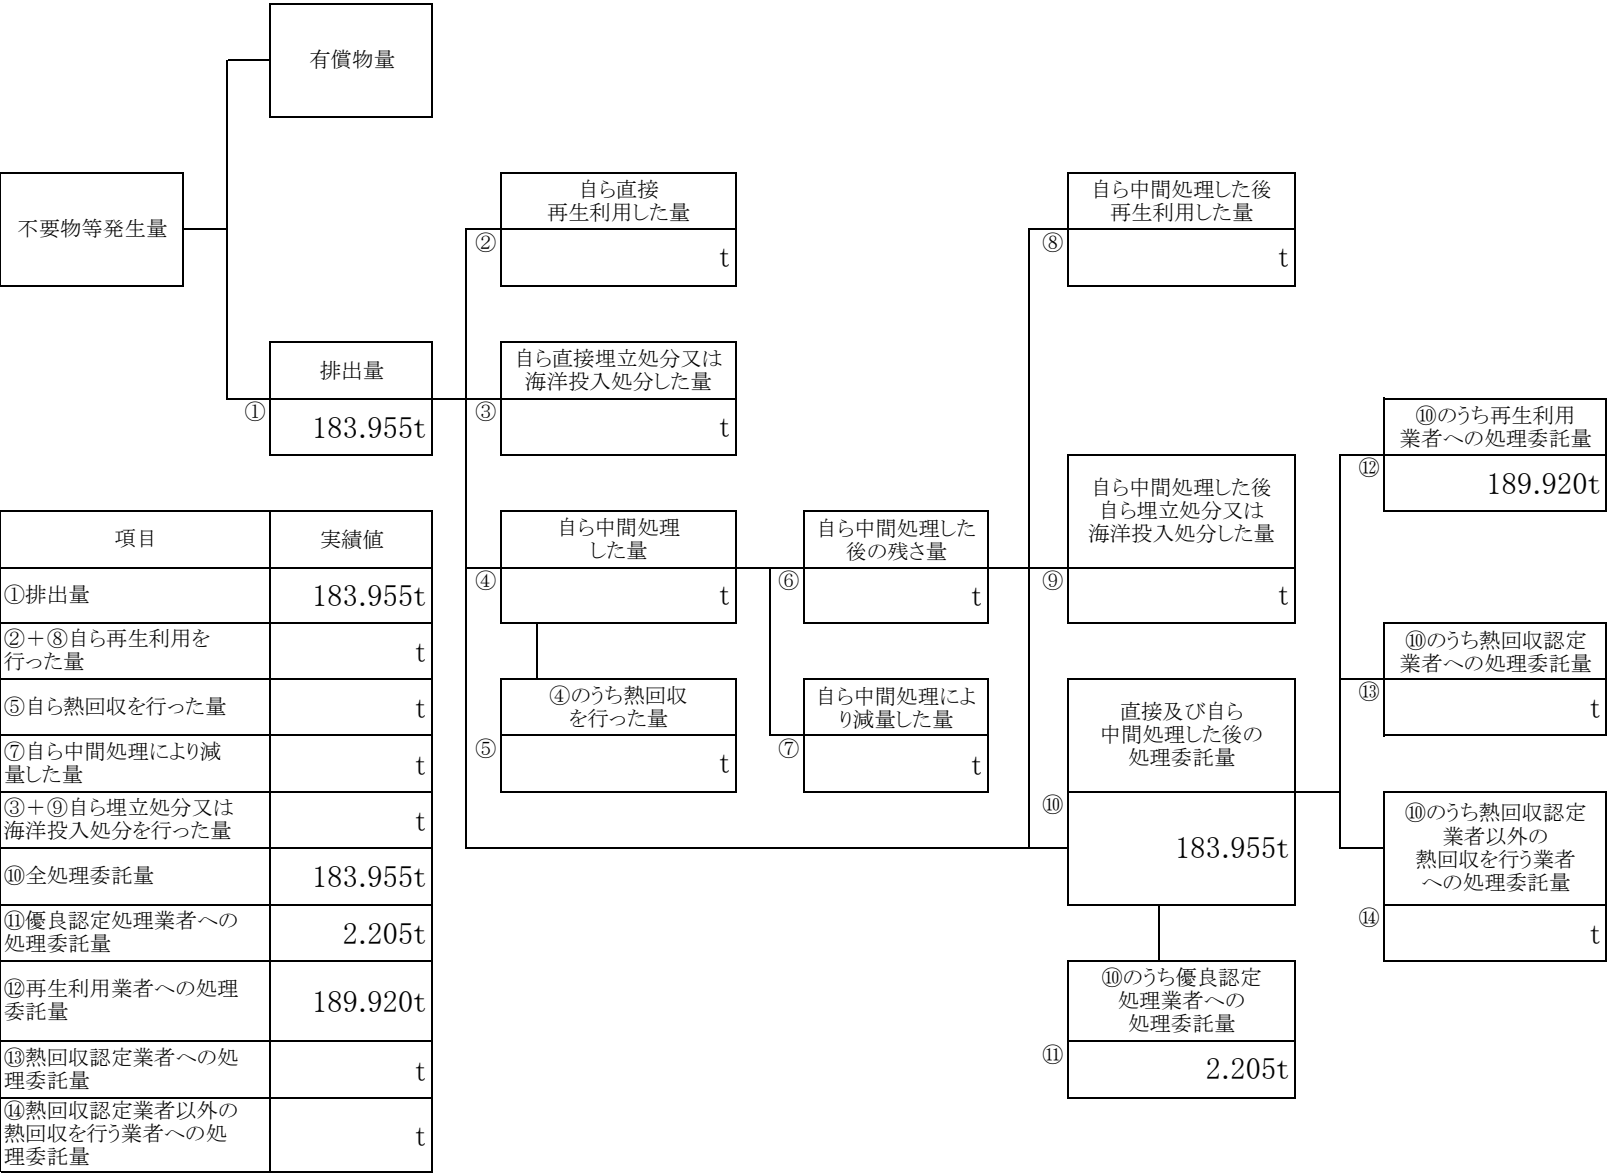 有償物量
不要物等発生量
自ら直接
再生利用した量
②
t
自ら中間処理した後
再生利用した量
⑧
t
排出量
①
183.955t
自ら直接埋立処分又は
海洋投入処分した量
③
t
⑩のうち再生利用
業者への処理委託量
⑫
189.920t
自ら中間処理
した量
④
t
自ら中間処理した
後の残さ量
⑥
t
自ら中間処理した後
自ら埋立処分又は
海洋投入処分した量
⑨
t
⑩のうち熱回収認定
業者への処理委託量
⑬
t
④のうち熱回収
を行った量
⑤
t
自ら中間処理によ
り減量した量
⑦
t
直接及び自ら
中間処理した後の
処理委託量
⑩
183.955t
⑩のうち熱回収認定
業者以外の
熱回収を行う業者
への処理委託量
⑭
t
⑩のうち優良認定
処理業者への
処理委託量
⑪
2.205t
項目
実績値
①排出量
183.955t
②＋⑧自ら再生利用を
行った量
t
⑤自ら熱回収を行った量
t
⑦自ら中間処理により減
量した量
t
③＋⑨自ら埋立処分又は
海洋投入処分を行った量
t
⑩全処理委託量
183.955t
⑪優良認定処理業者への
処理委託量
2.205t
⑫再生利用業者への処理
委託量
189.920t
⑬熱回収認定業者への処
理委託量
t
⑭熱回収認定業者以外の
熱回収を行う業者への処
理委託量
t